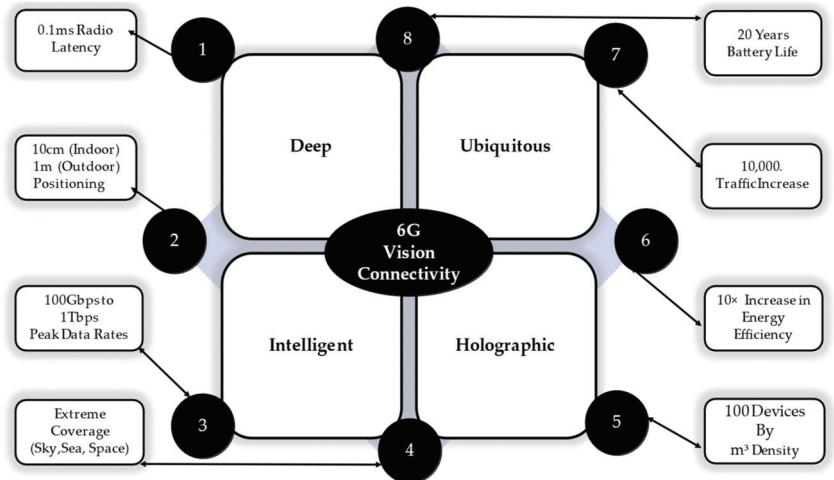 0.1ms Radio
Latency
1
8
7
20 Years
Battery Life
Deep
Ubiquitous
10cm (Indoor)
1m (Outdoor)
Positioning
10,000.
TrafficIncrease
2
6G
Vision
Connectivity
6
100Gbps to
1Tbps
Peak Data Rates
Intelligent
Holographic
10× Increase in
Energy
Efficiency
3
Extreme
Coverage
(Sky,Sea, Space)
4
5
100 Devices
By
m³ Density